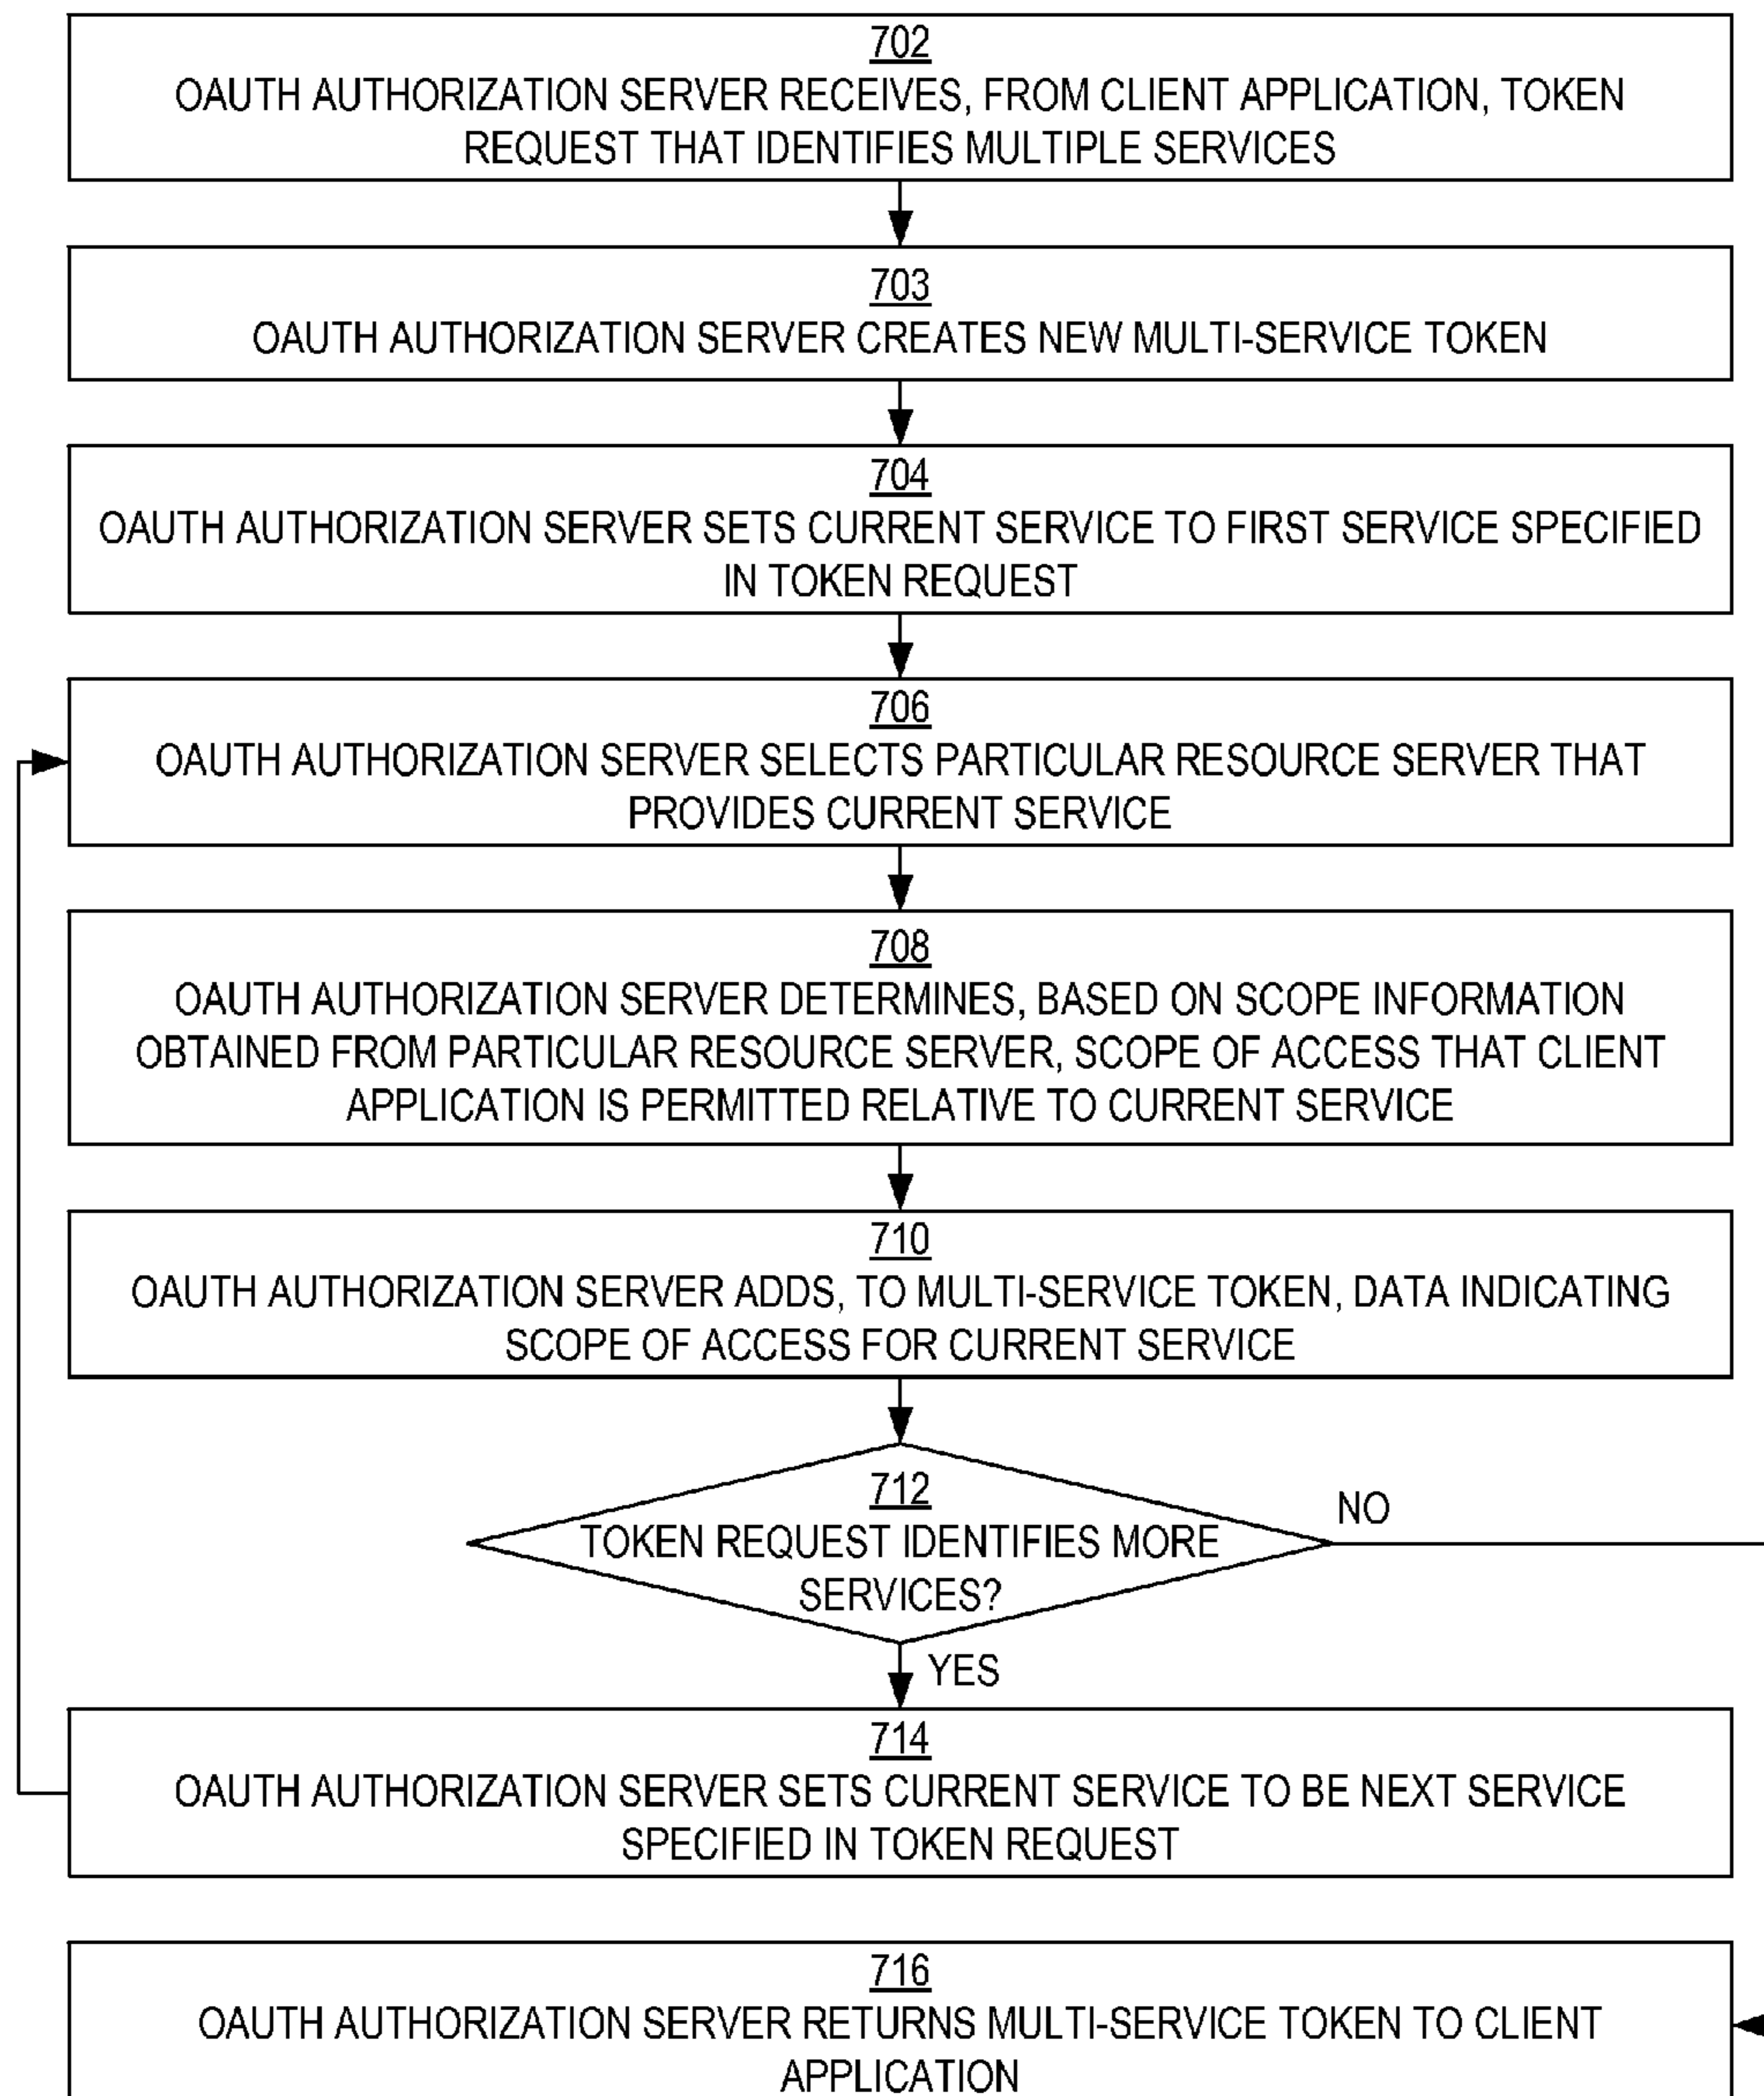 702
OAUTH AUTHORIZATION SERVER RECEIVES, FROM CLIENT APPLICATION, TOKEN
REQUEST THAT IDENTIFIES MULTIPLE SERVICES
703
OAUTH AUTHORIZATION SERVER CREATES NEW MULTI-SERVICE TOKEN
704
OAUTH AUTHORIZATION SERVER SETS CURRENT SERVICE TO FIRST SERVICE SPECIFIED
IN TOKEN REQUEST
706
OAUTH AUTHORIZATION SERVER SELECTS PARTICULAR RESOURCE SERVER THAT
PROVIDES CURRENT SERVICE
708
OAUTH AUTHORIZATION SERVER DETERMINES, BASED ON SCOPE INFORMATION
OBTAINED FROM PARTICULAR RESOURCE SERVER, SCOPE OF ACCESS THAT CLIENT
APPLICATION IS PERMITTED RELATIVE TO CURRENT SERVICE
710
OAUTH AUTHORIZATION SERVER ADDS, TO MULTI-SERVICE TOKEN, DATA INDICATING
SCOPE OF ACCESS FOR CURRENT SERVICE
712
TOKEN REQUEST IDENTIFIES MORE
SERVICES?
NO
YES
714
OAUTH AUTHORIZATION SERVER SETS CURRENT SERVICE TO BE NEXT SERVICE
SPECIFIED IN TOKEN REQUEST
716
OAUTH AUTHORIZATION SERVER RETURNS MULTI-SERVICE TOKEN TO CLIENT
APPLICATION